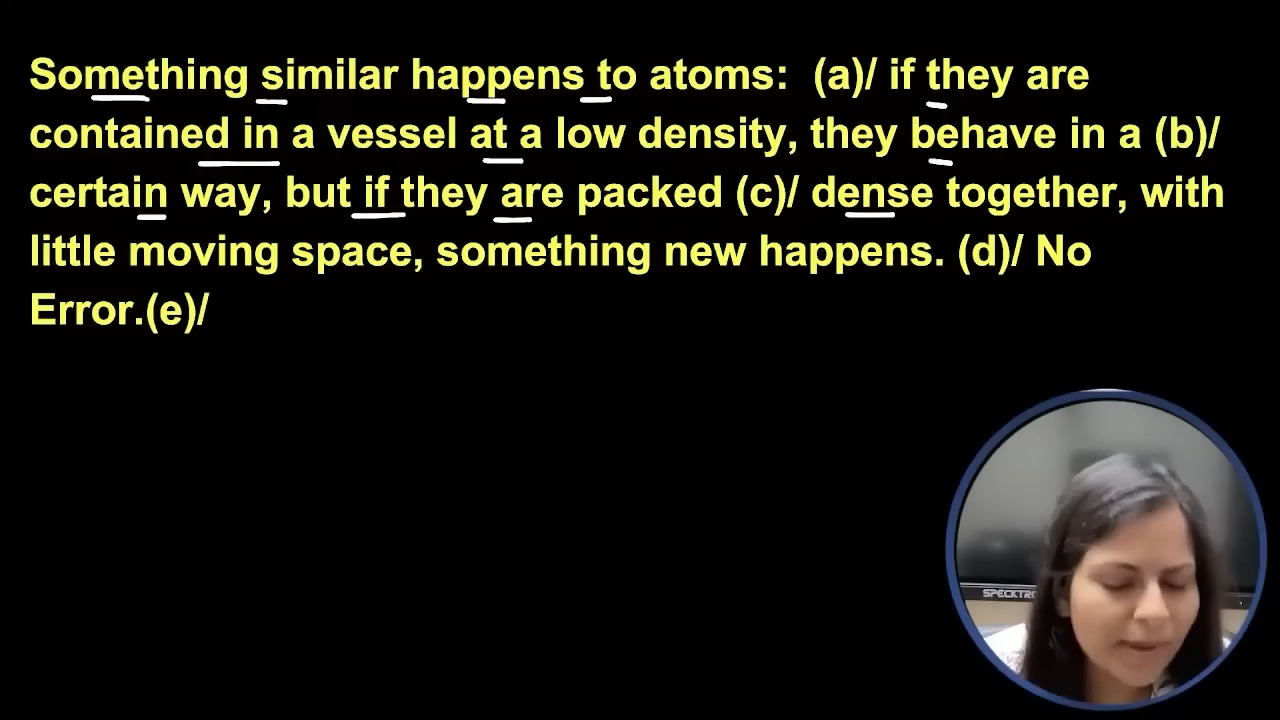 Something similar happens to atoms: (a)/ if they are
contained in a vessel at a low density, they behave in a (b)/
certain way, but if they are packed (c)/ dense together, with
little moving space, something new happens. (d)/ No
Error.(e)/
SPECKTR